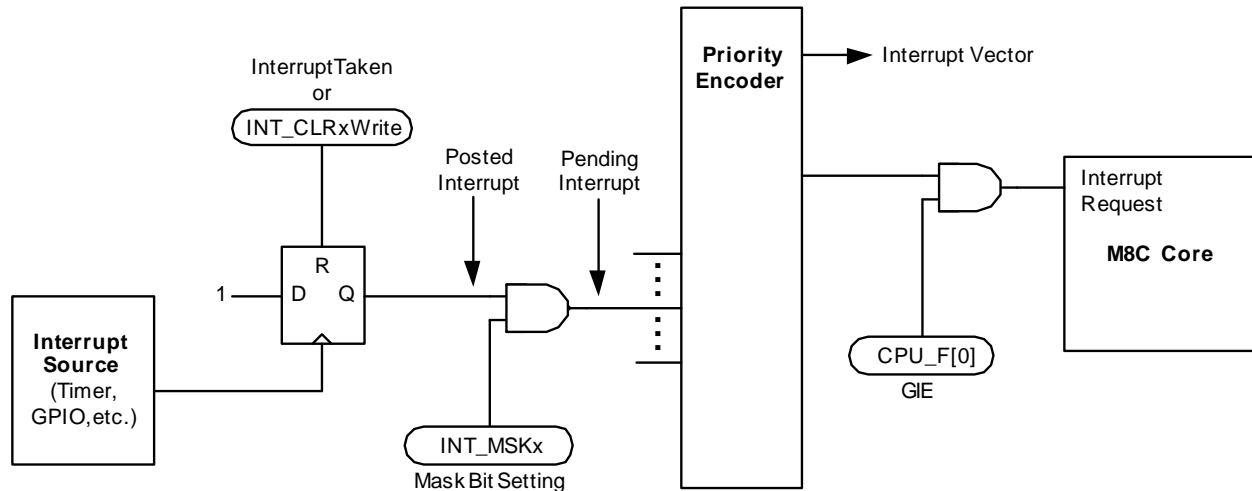 InterruptTaken
or
INT_CLRxWrite
Posted
Interrupt
Pending
Interrupt
Priority
Encoder
Interrupt Vector
Interrupt
Request
M8C Core
R
1
D
Q
Interrupt
Source
(Timer,
GPIO,etc.)
INT_MSKx
Mask Bit Setting
CPU_F[0]
GIE